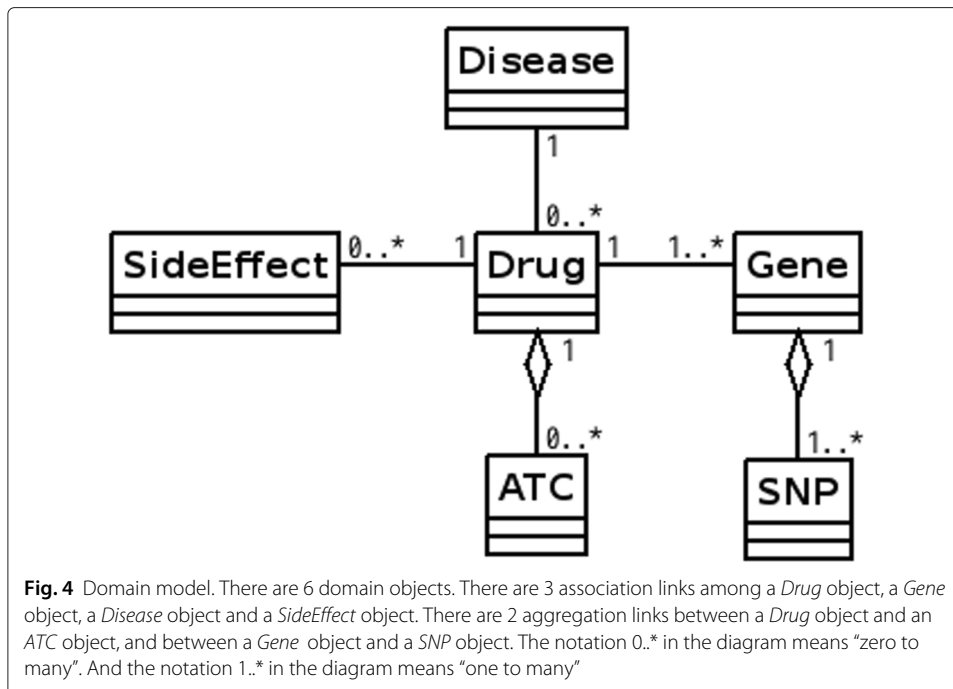 Disease
1
0..*
SideEffect
0..*
1
Drug
1
1..*
Gene
1
1
0..*
1..*
ATC
SNP
Fig. 4 Domain model. There are 6 domain objects. There are 3 association links among a Drug object, a Gene
object, a Disease object and a SideEffect object. There are 2 aggregation links between a Drug object and an
ATC object, and between a Gene object and a SNP object. The notation 0..* in the diagram means “zero to
many”. And the notation 1..* in the diagram means “one to many”